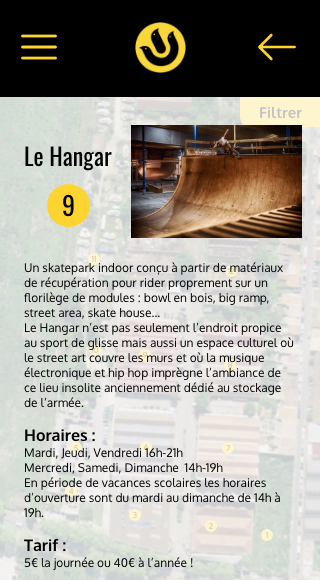 Filtrer
Le Hangar
9
Un skatepark indoor conçu à partir de matériaux
de récupération pour rider proprement sur un
florilège de modules : bowl en bois, big ramp,
street area, skate house...
Le Hangar n’est pas seulement l’endroit propice
au sport de glisse mais aussi un espace culturel où
le street art couvre les murs et où la musique
électronique et hip hop imprègne l’ambiance de
ce lieu insolite anciennement dédié au stockage
de l’armée.
Horaires :
Mardi, Jeudi, Vendredi 16h-21h
Mercredi, Samedi, Dimanche 14h-19h
En période de vacances scolaires les horaires
d’ouverture sont du mardi au dimanche de 14h à
19h.
Tarif :
5€ la journée ou 40€ à l’année !